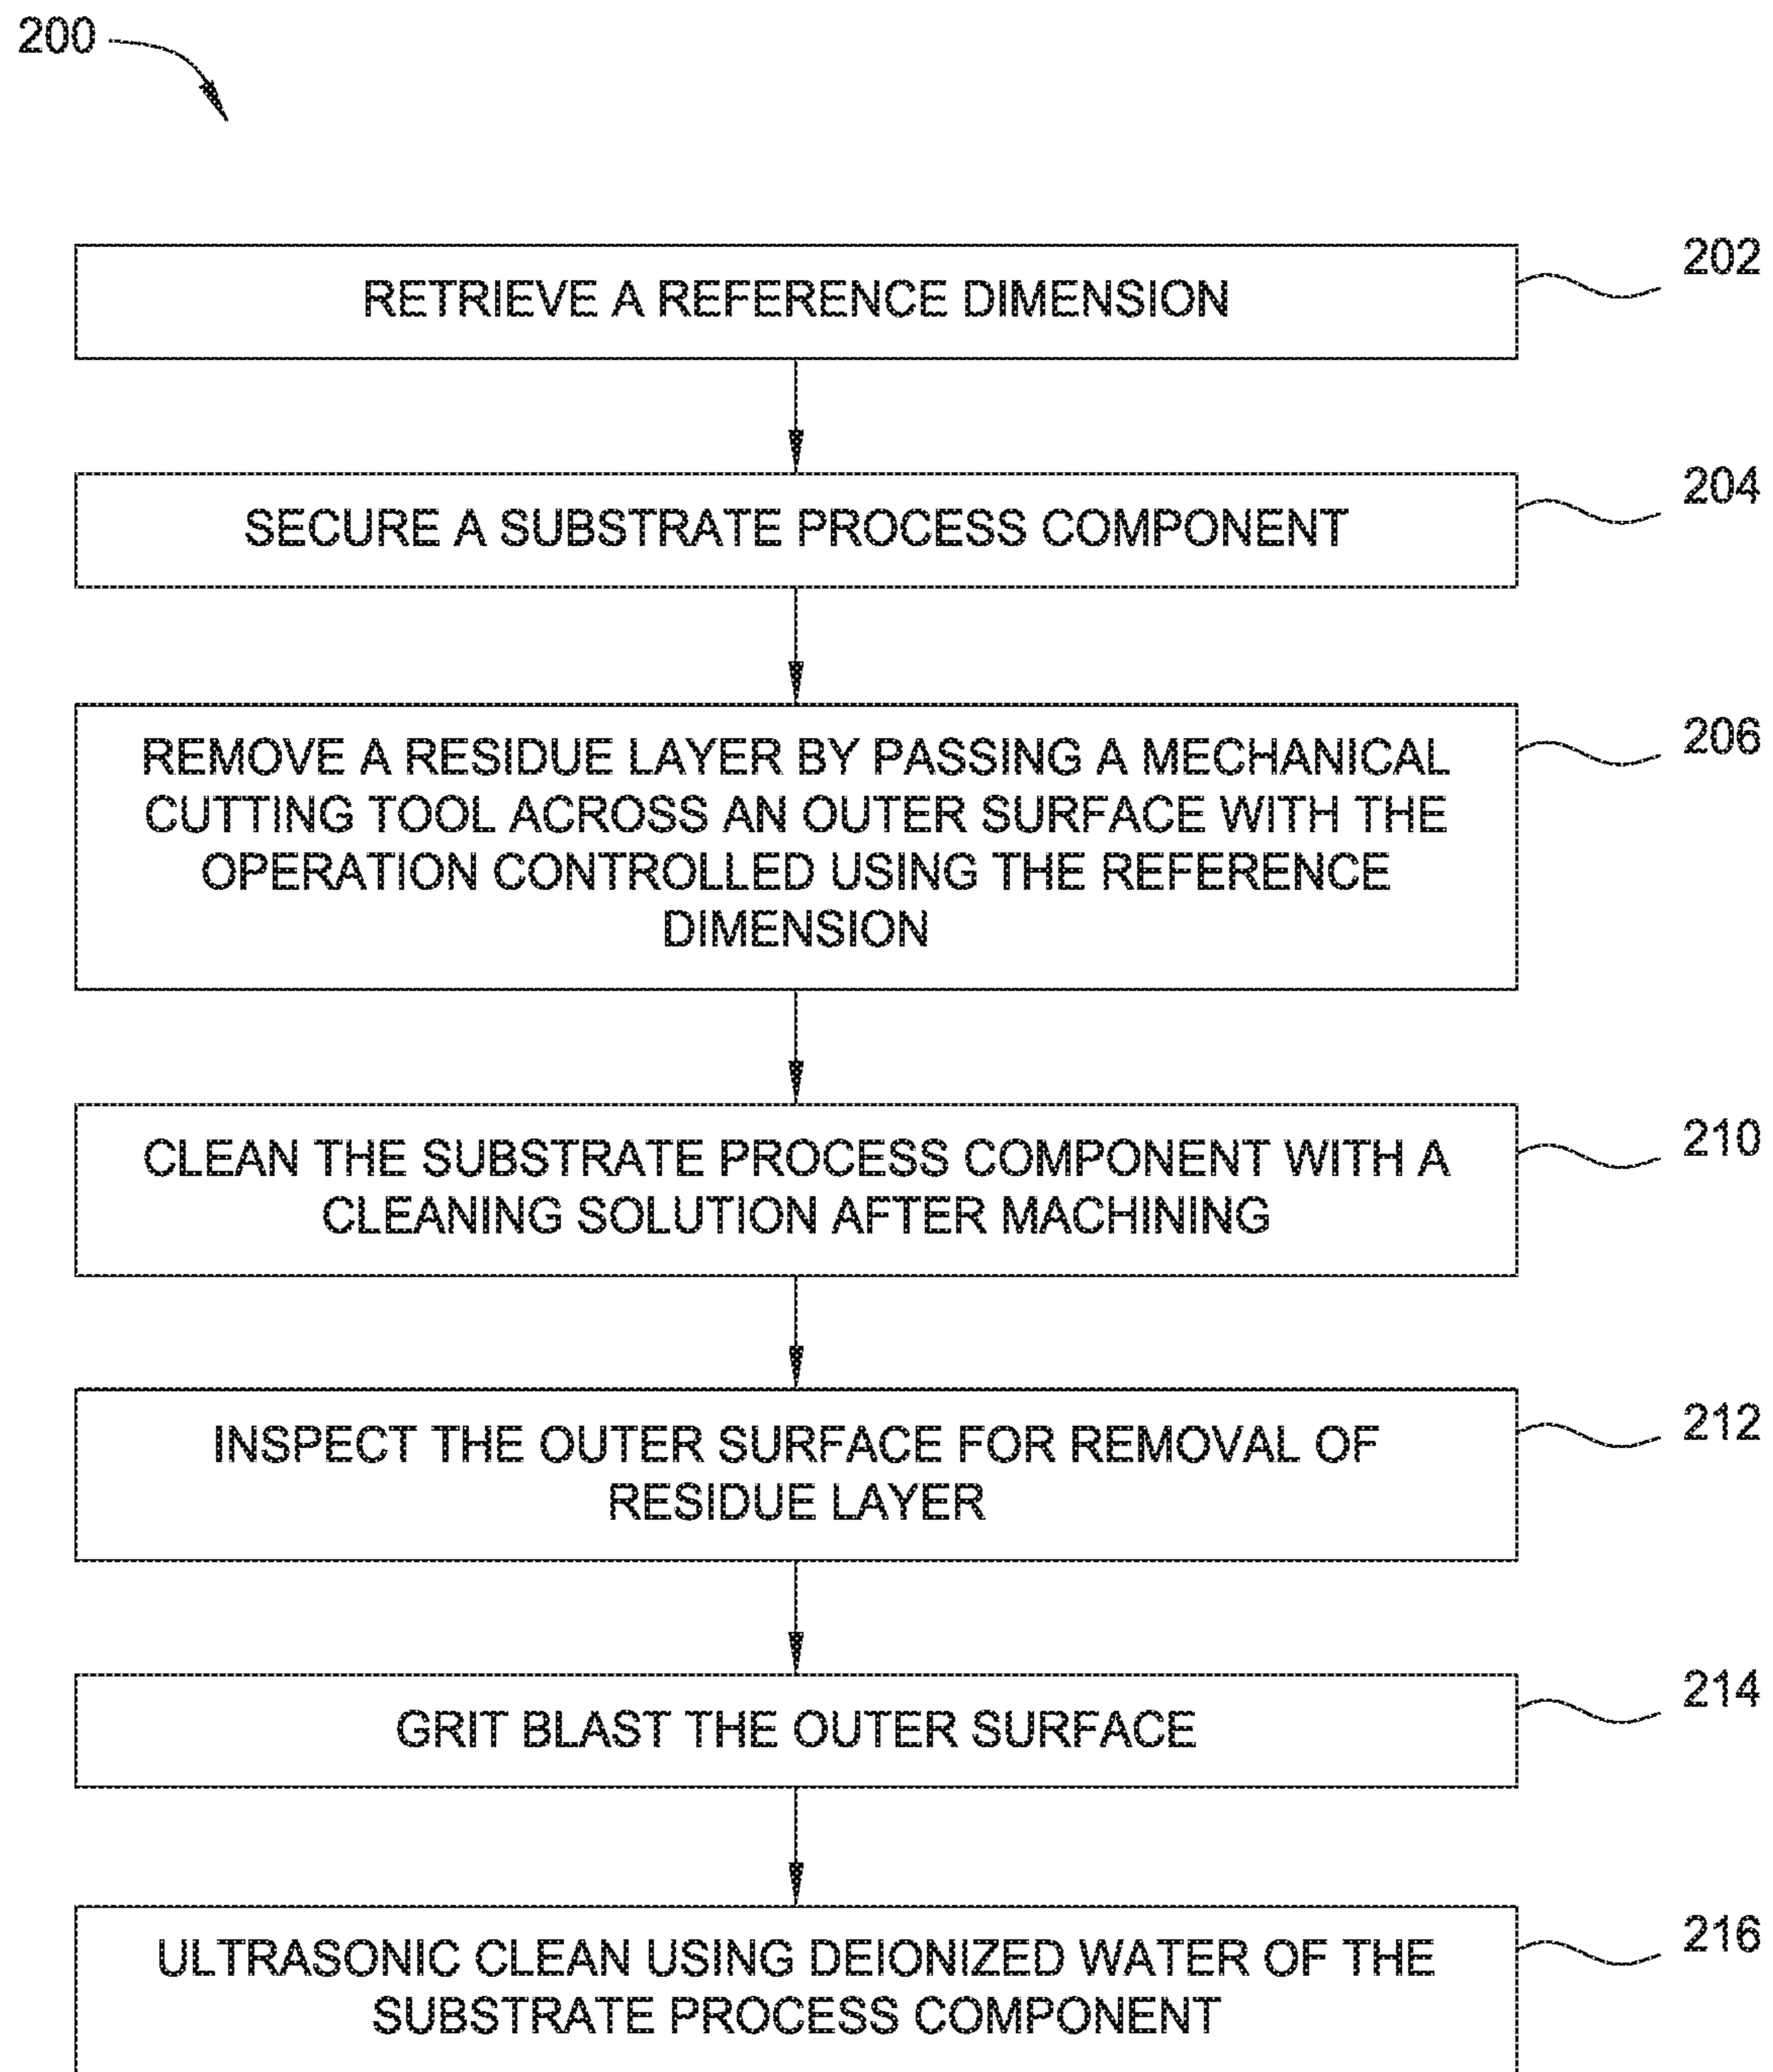 200
RETRIEVE A REFERENCE DIMENSION
202
SECURE A SUBSTRATE PROCESS COMPONENT
204
REMOVE A RESIDUE LAYER BY PASSING A MECHANICAL
CUTTING TOOL ACROSS AN OUTER SURFACE WITH THE
OPERATION CONTROLLED USING THE REFERENCE
DIMENSION
206
CLEAN THE SUBSTRATE PROCESS COMPONENT WITH A
CLEANING SOLUTION AFTER MACHINING
210
INSPECT THE OUTER SURFACE FOR REMOVAL OF
RESIDUE LAYER
212
GRIT BLAST THE OUTER SURFACE
214
ULTRASONIC CLEAN USING DEIONIZED WATER OF THE
SUBSTRATE PROCESS COMPONENT
216